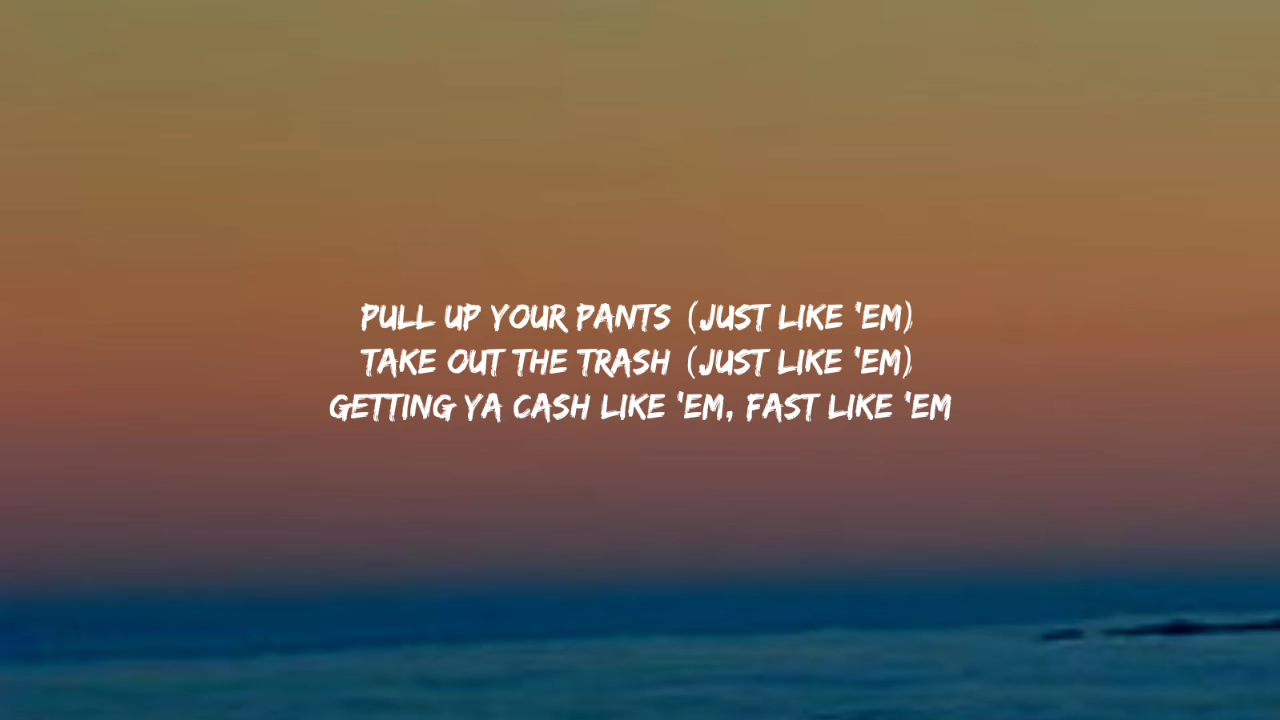 PULL UP YOUR PANTS (JUST LIKE 'EM)
TAKE OUT THE TRASH (JUST LIKE 'EM)
GETTING YA CASH LIKE 'EM, FAST LIKE 'EM